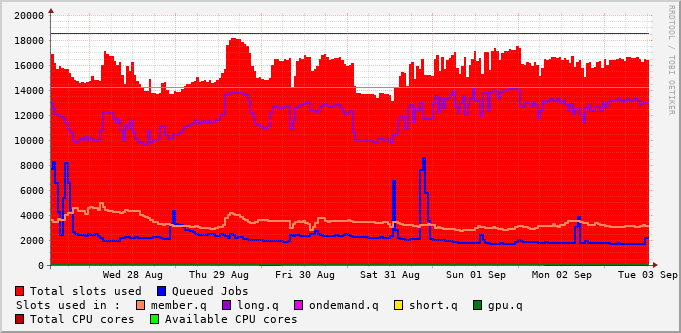 20000
18000
16000
14000
12000
10000
8000
6000
4000
2000
0
Wed 28 Aug Thu 29 Aug Fri 30 Aug Sat 31 Aug Sun 01 Sep Mon 02 Sep Tue 03 Sep
RRDTOOL / TOBI OETIKER
Total slots used Queued Jobs
Slots used in : member.q long.q ondemand.q short.q gpu.q
Total CPU cores Available CPU cores